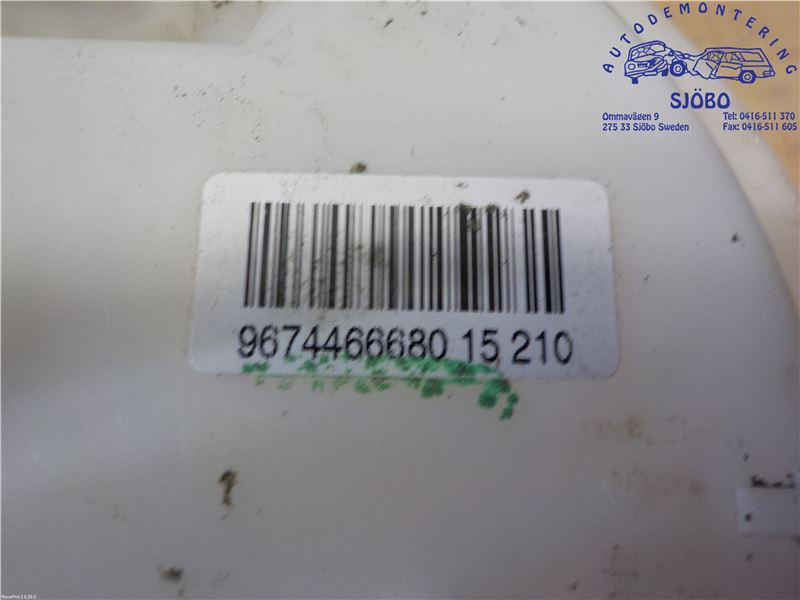 AUTODEMONTERING
SJÖBO
Ommavägen 9
275 33 Sjöbo Sweden
Tel: 0416-511 370
Fax: 0416-511 605
9674466680 15 210